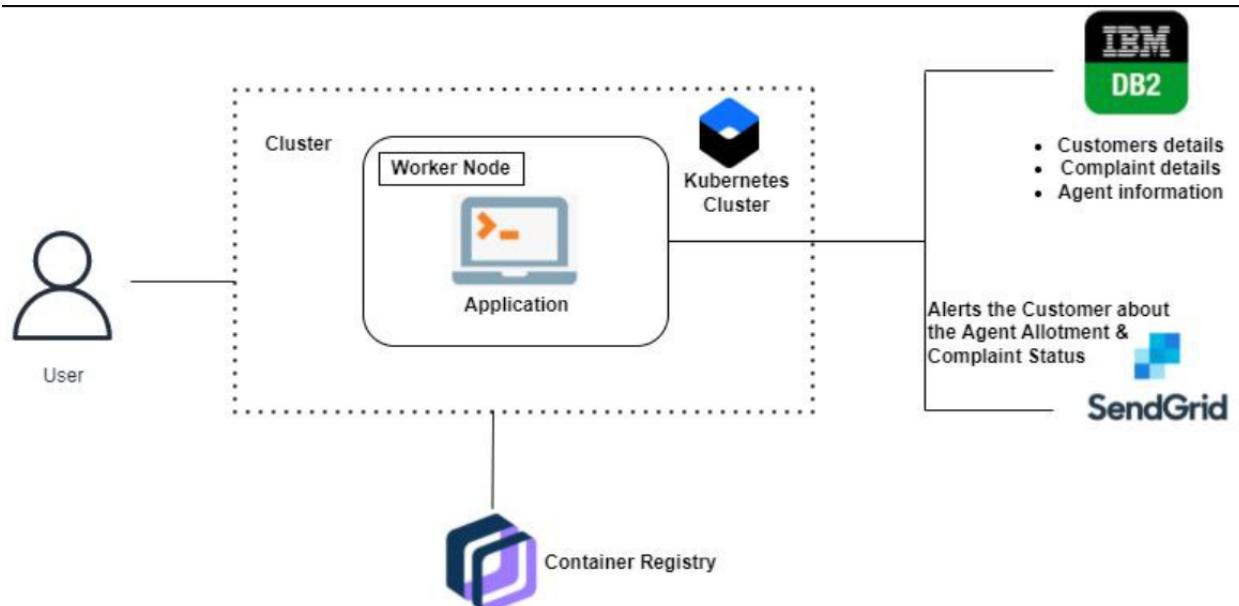 IBM
DB2
• Customers details
• Complaint details
• Agent information
Cluster
Worker Node
Kubernetes
Cluster
Application
User
Alerts the Customer about
the Agent Allotment &
Complaint Status
SendGrid
Container Registry